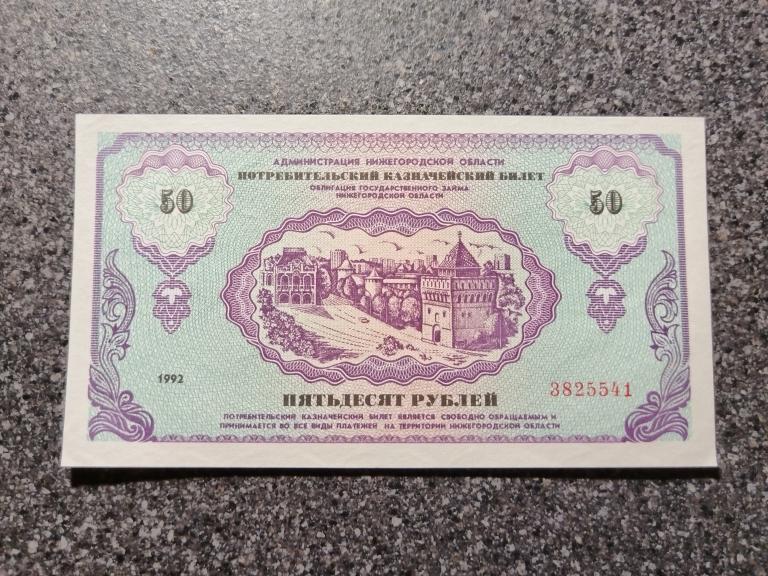 АДМИНИСТРАЦИЯ НИЖЕГОРОДСКОЙ ОБЛАСТИ
ПОТРЕБИТЕЛЬСКИЙ КАЗНАЧЕЙСКИЙ БИЛЕТ
ОБЛИГАЦИЯ ГОСУДАРСТВЕННОГО ЗАЙМА
НИЖЕГОРОДСКОЙ ОБЛАСТИ
50
50
1992
3825541
ПЯТЬДЕСЯТ РУБЛЕЙ
ПОТРЕБИТЕЛЬСКИЙ КАЗНАЧЕЙСКИЙ БИЛЕТ ЯВЛЯЕТСЯ СВОБОДНО ОБРАЩАЕМЫМ И
ПРИНИМАЕТСЯ ВО ВСЕ ВИДЫ ПЛАТЕЖЕЙ НА ТЕРРИТОРИИ НИЖЕГОРОДСКОЙ ОБЛАСТИ